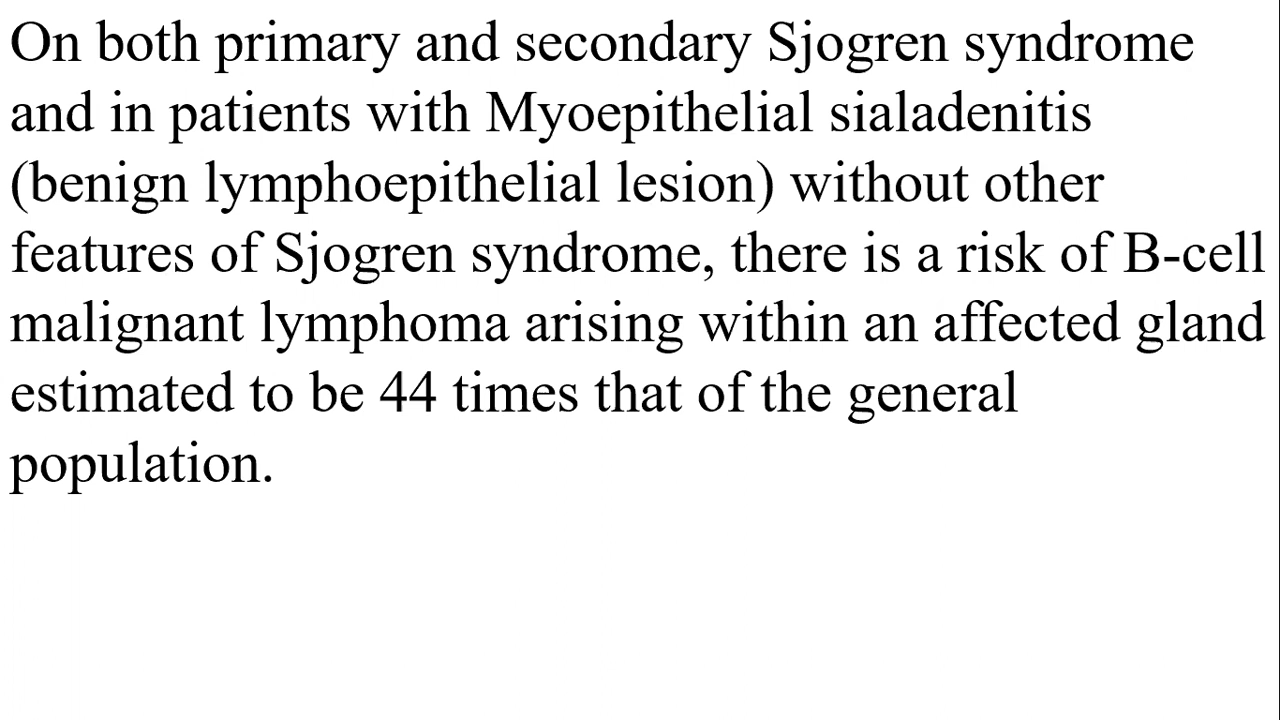 On both primary and secondary Sjogren syndrome
and in patients with Myoepithelial sialadenitis
(benign lymphoepithelial lesion) without other
features of Sjogren syndrome, there is a risk of B-cell
malignant lymphoma arising within an affected gland
estimated to be 44 times that of the general
population.